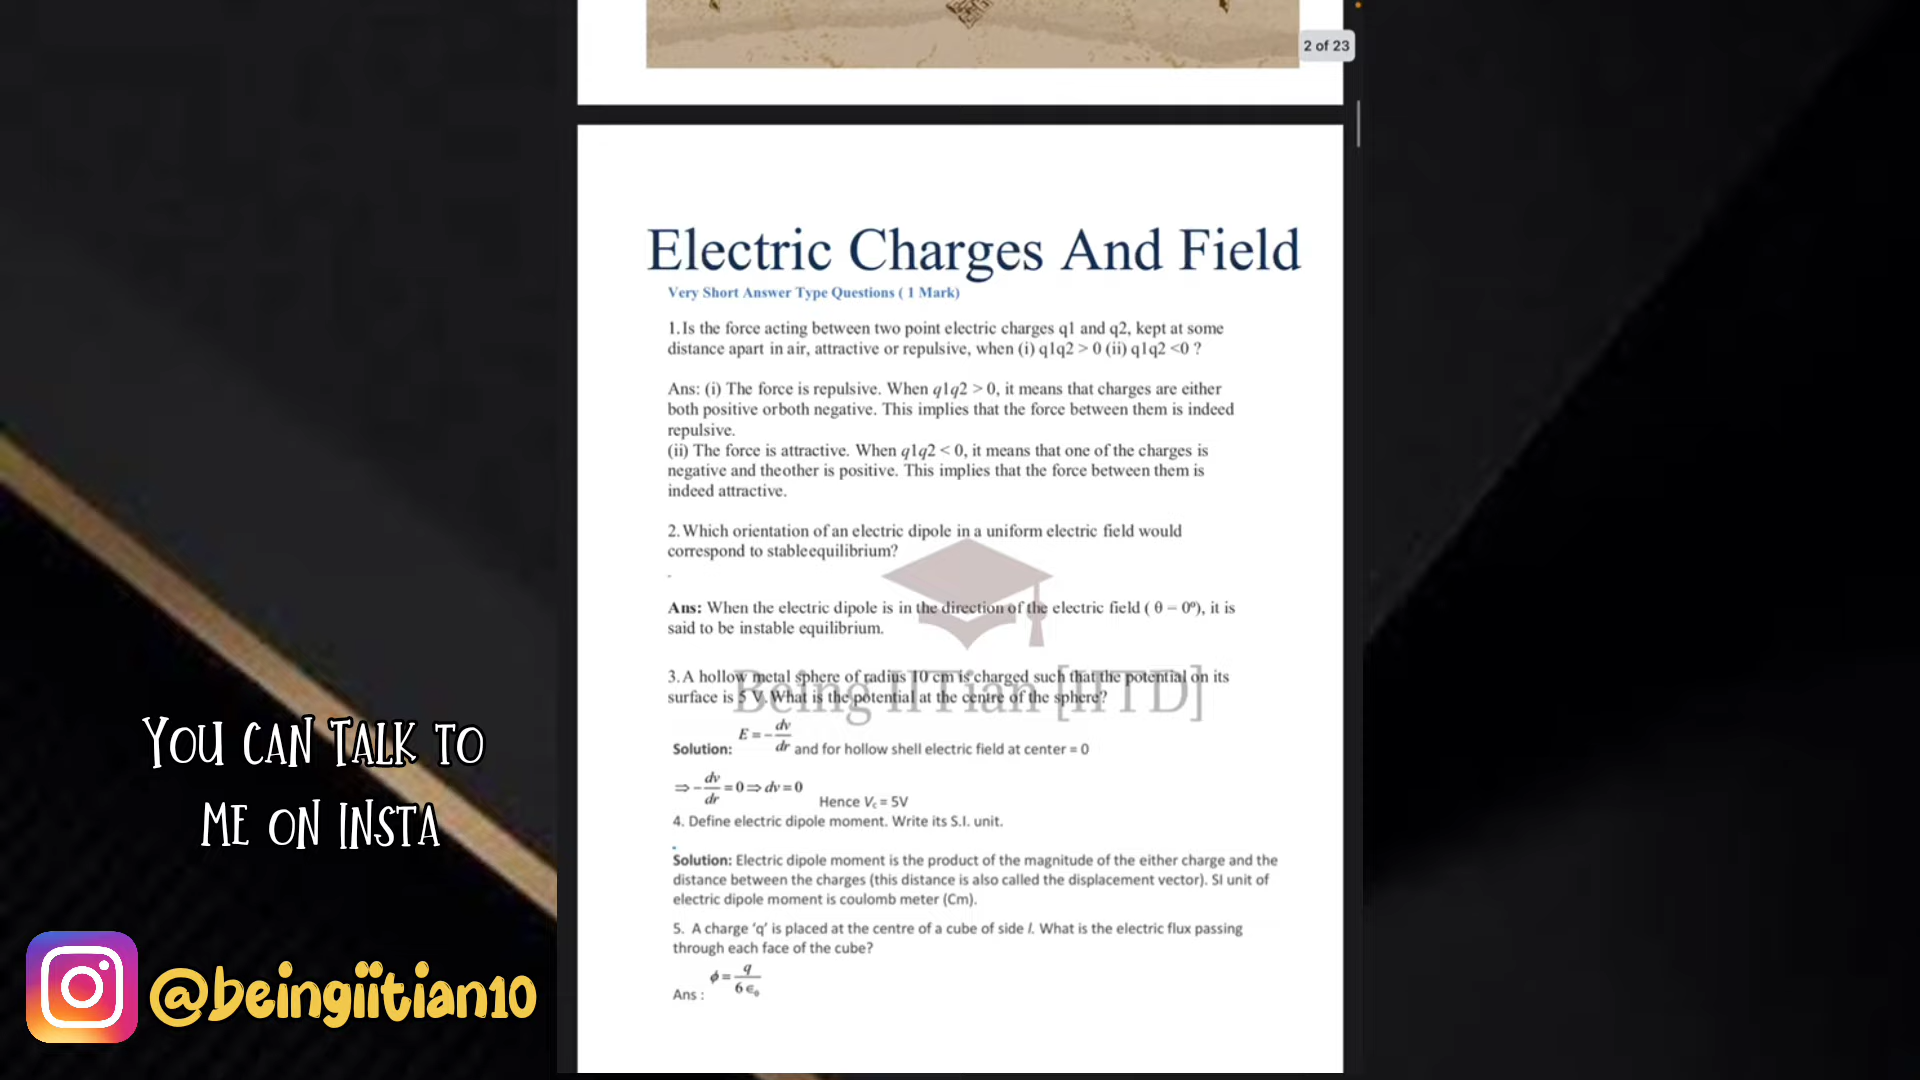 2 of 23
Electric Charges And Field
Very Short Answer Type Questions ( 1 Mark)
1.Is the force acting between two point electric charges q1 and q2, kept at some
distance apart in air, attractive or repulsive, when (i) q1q2 > 0 (ii) q1q2 <0 ?
Ans: (i) The force is repulsive. When q1q2 > 0, it means that charges are either
both positive orboth negative. This implies that the force between them is indeed
repulsive.
(ii) The force is attractive. When q1q2 < 0, it means that one of the charges is
negative and theother is positive. This implies that the force between them is
indeed attractive.
2.Which orientation of an electric dipole in a uniform electric field would
correspond to stableequilibrium?
Ans: When the electric dipole is in the direction of the electric field ( θ − 0º), it is
said to be instable equilibrium.
3.A hollow metal sphere of radius 10 cm is charged such that the potential on its
surface is 5 V. What is the potential at the centre of the sphere?
Being IITian [IITD]
Solution: E = − dv/dr and for hollow shell electric field at center = 0
⇒ − dv/dr = 0 ⇒ dv = 0
Hence Vc = 5V
4. Define electric dipole moment. Write its S.I. unit.
Solution: Electric dipole moment is the product of the magnitude of the either charge and the
distance between the charges (this distance is also called the displacement vector). SI unit of
electric dipole moment is coulomb meter (Cm).
5. A charge ‘q’ is placed at the centre of a cube of side l. What is the electric flux passing
through each face of the cube?
Ans : ϕ = q/6 ∈₀
YOU CAN TALK TO
ME ON INSTA
@beingiitian10